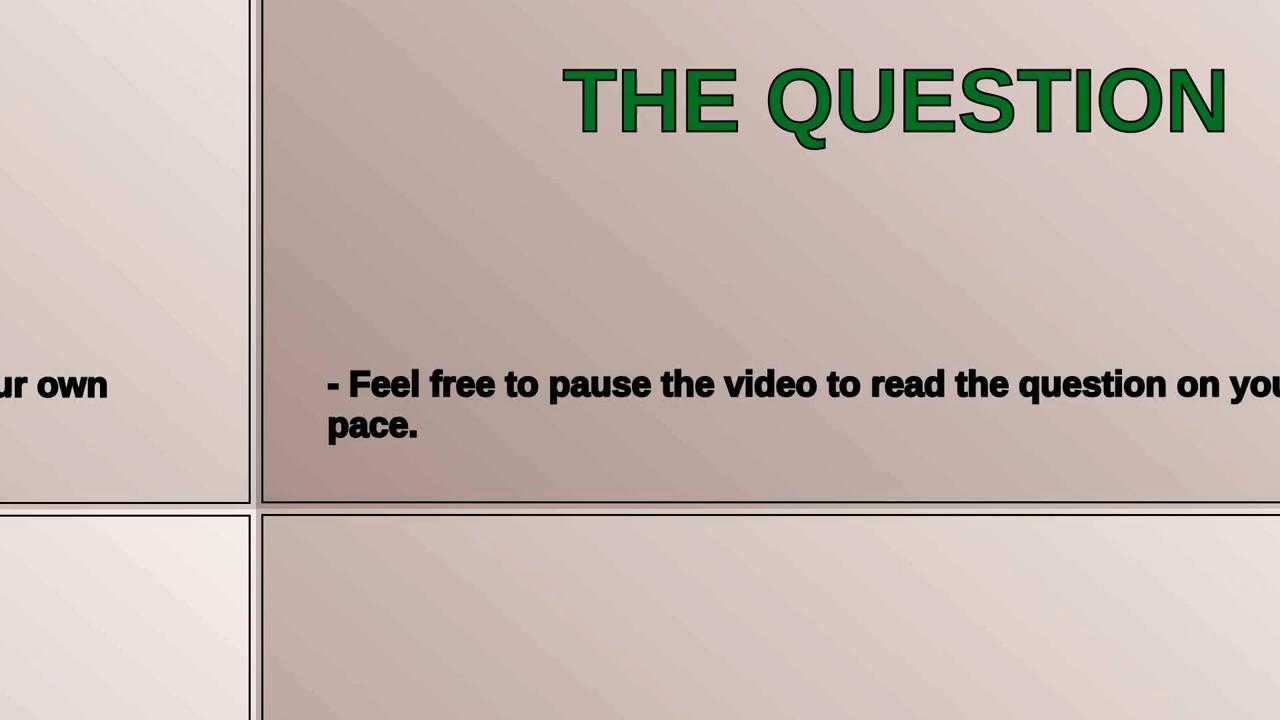 THE QUESTION
ur own
- Feel free to pause the video to read the question on you
pace.